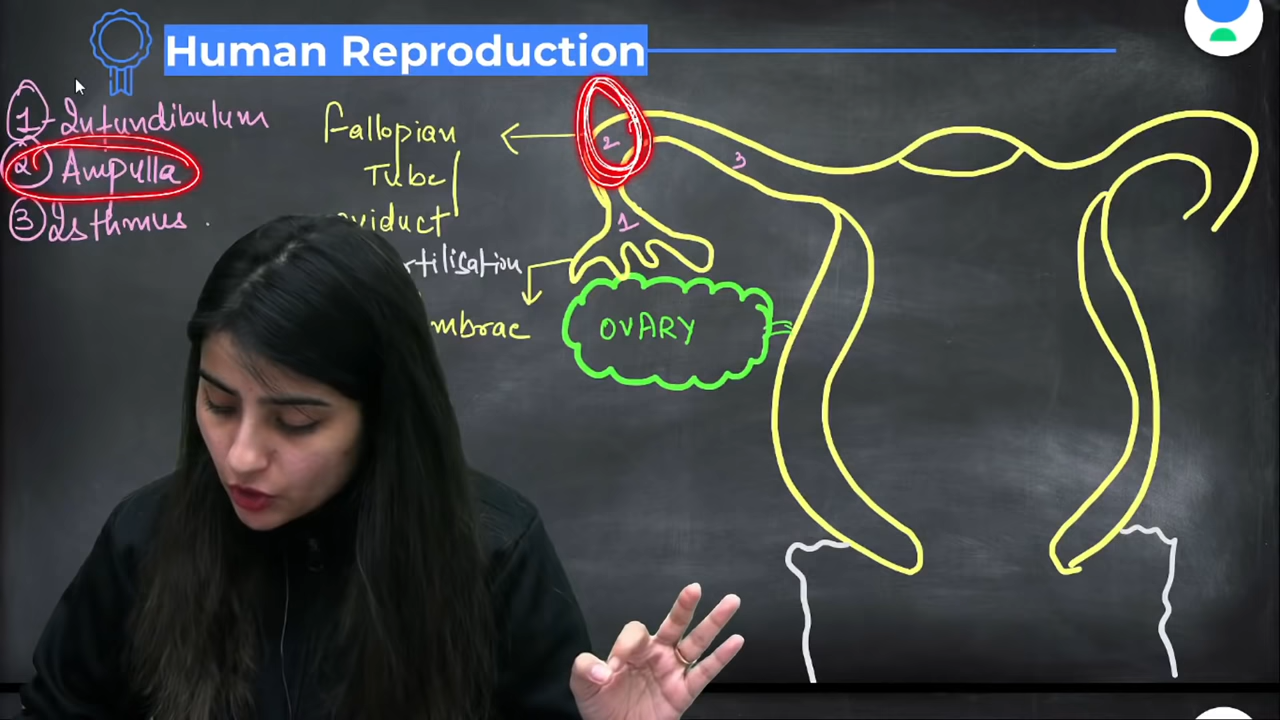 Human Reproduction
1 - Infundibulum
2 Ampulla
3 Isthmus.
Fallopian
Tube
oviduct
rtilisation
mbrae
2
3
1
OVARY